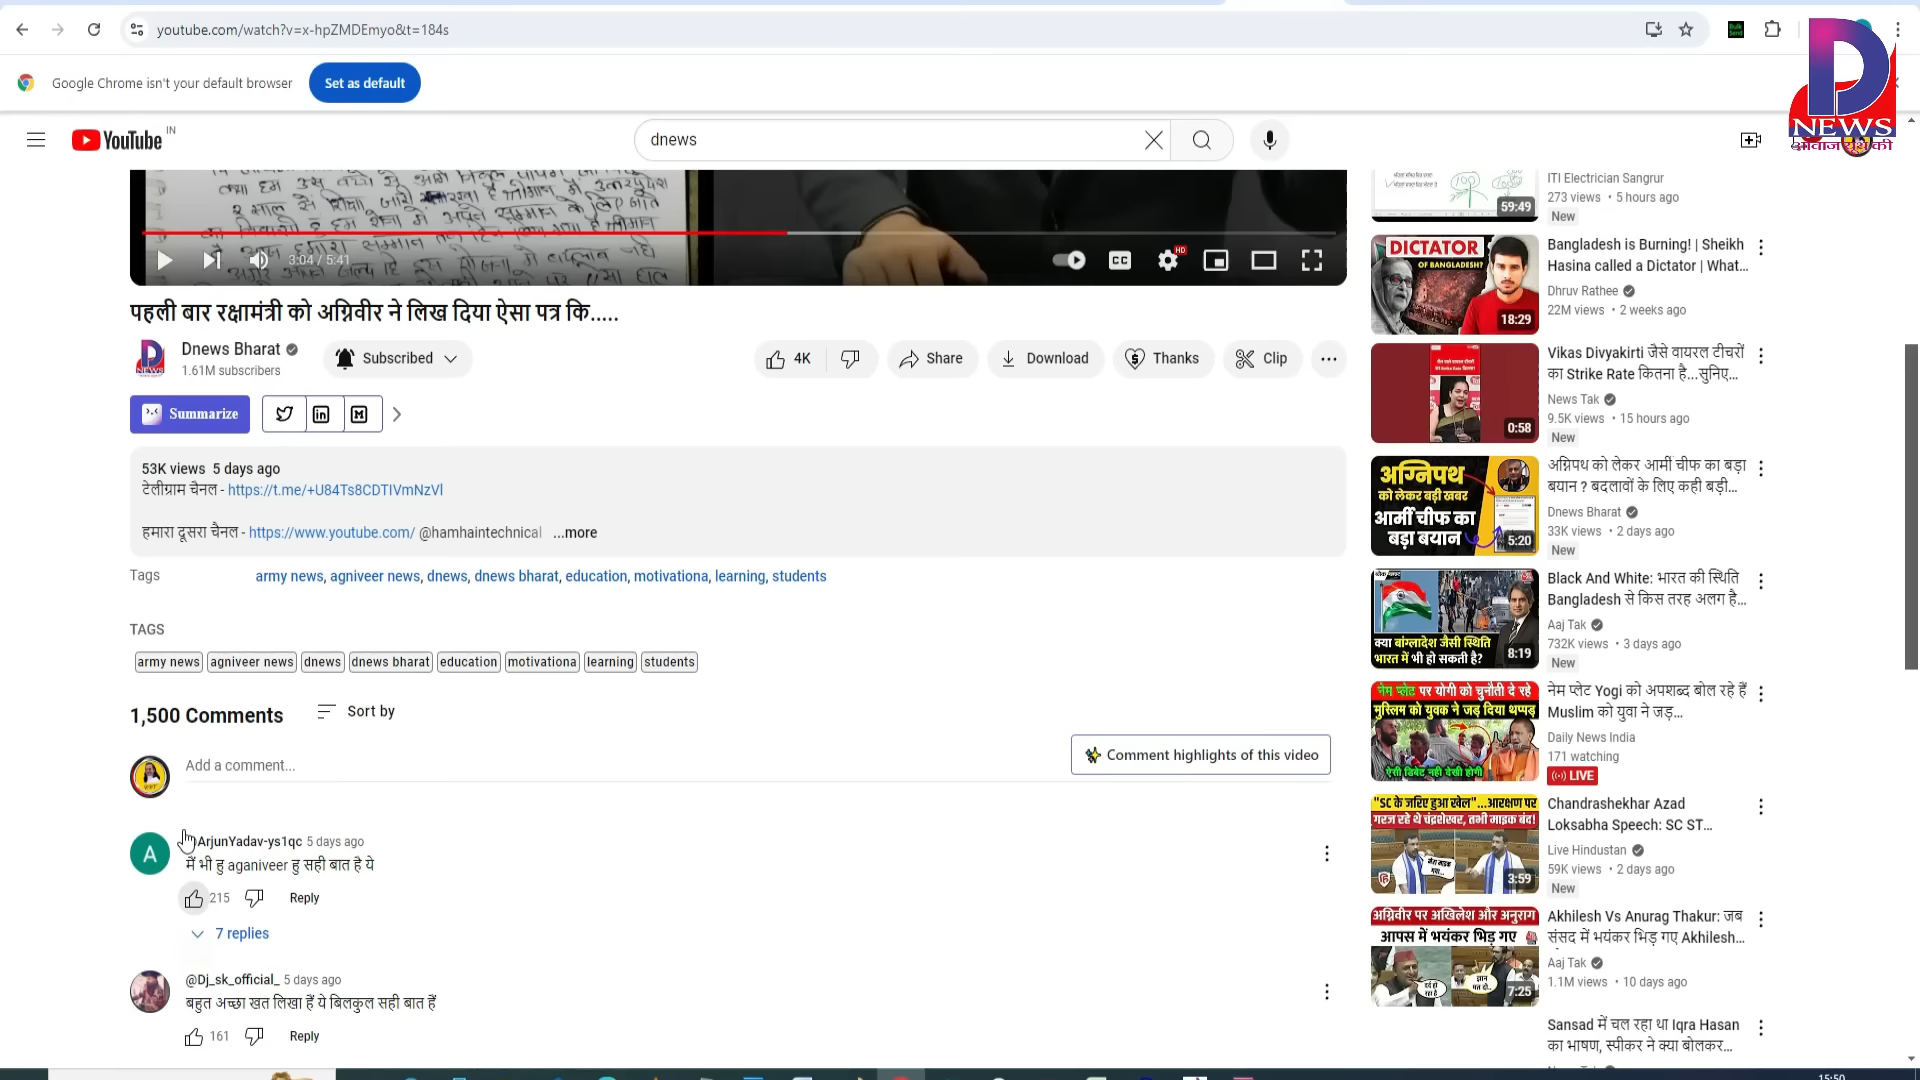 youtube.com/watch?v=x-hpZMDEmyo&t=184s
Google Chrome isn't your default browser
Set as default
NEWS
YouTube IN
dnews
3:04 / 5:41
CC
HD
पहली बार रक्षामंत्री को अग्निवीर ने लिख दिया ऐसा पत्र कि.....
Dnews Bharat
1.61M subscribers
Subscribed
4K
Share
Download
Thanks
Clip
Summarize
53K views 5 days ago
टेलीग्राम चैनल - https://t.me/+U84Ts8CDTIVmNzVl
हमारा दूसरा चैनल - https://www.youtube.com/ @hamhaintechnical ...more
Tags
army news, agniveer news, dnews, dnews bharat, education, motivationa, learning, students
TAGS
army news
agniveer news
dnews
dnews bharat
education
motivationa
learning
students
1,500 Comments
Sort by
Add a comment...
Comment highlights of this video
A
ArjunYadav-ys1qc 5 days ago
मैं भी हु aganiveer हु सही बात है ये
215
Reply
7 replies
@Dj_sk_official_ 5 days ago
बहुत अच्छा खत लिखा हैं ये बिलकुल सही बात हैं
161
Reply
59:49
ITI Electrician Sangrur
273 views • 5 hours ago
New
DICTATOR
OF BANGLADESH?
18:29
Bangladesh is Burning! | Sheikh
Hasina called a Dictator | What...
Dhruv Rathee
22M views • 2 weeks ago
0:58
Vikas Divyakirti जैसे वायरल टीचरों
का Strike Rate कितना है...सुनिए...
News Tak
9.5K views • 15 hours ago
New
अग्निपथ
को लेकर बड़ी खबर
आर्मी चीफ का
बड़ा बयान
5:20
अग्निपथ को लेकर आर्मी चीफ का बड़ा
बयान ? बदलावों के लिए कही बड़ी...
Dnews Bharat
33K views • 2 days ago
New
क्या बांग्लादेश जैसी स्थिति
भारत में भी हो सकती है?
8:19
Black And White: भारत की स्थिति
Bangladesh से किस तरह अलग है...
Aaj Tak
732K views • 3 days ago
New
नेम प्लेट पर योगी को चुनौती दे रहे
मुस्लिम को युवक ने जड़ दिया थप्पड़
ऐसी डिबेट नही देखी होगी
नेम प्लेट Yogi को अपशब्द बोल रहे हैं
Muslim को युवा ने जड़...
Daily News India
171 watching
LIVE
"SC के जरिए हुआ खेल"...आरक्षण पर
गरज रहे थे चंद्रशेखर, तभी माइक बंद!
3:59
Chandrashekhar Azad
Loksabha Speech: SC ST...
Live Hindustan
59K views • 2 days ago
New
अग्निवीर पर अखिलेश और अनुराग
आपस में भयंकर भिड़ गए
7:25
Akhilesh Vs Anurag Thakur: जब
संसद में भयंकर भिड़ गए Akhilesh...
Aaj Tak
1.1M views • 10 days ago
Sansad में चल रहा था Iqra Hasan
का भाषण, स्पीकर ने क्या बोलकर...
15:50